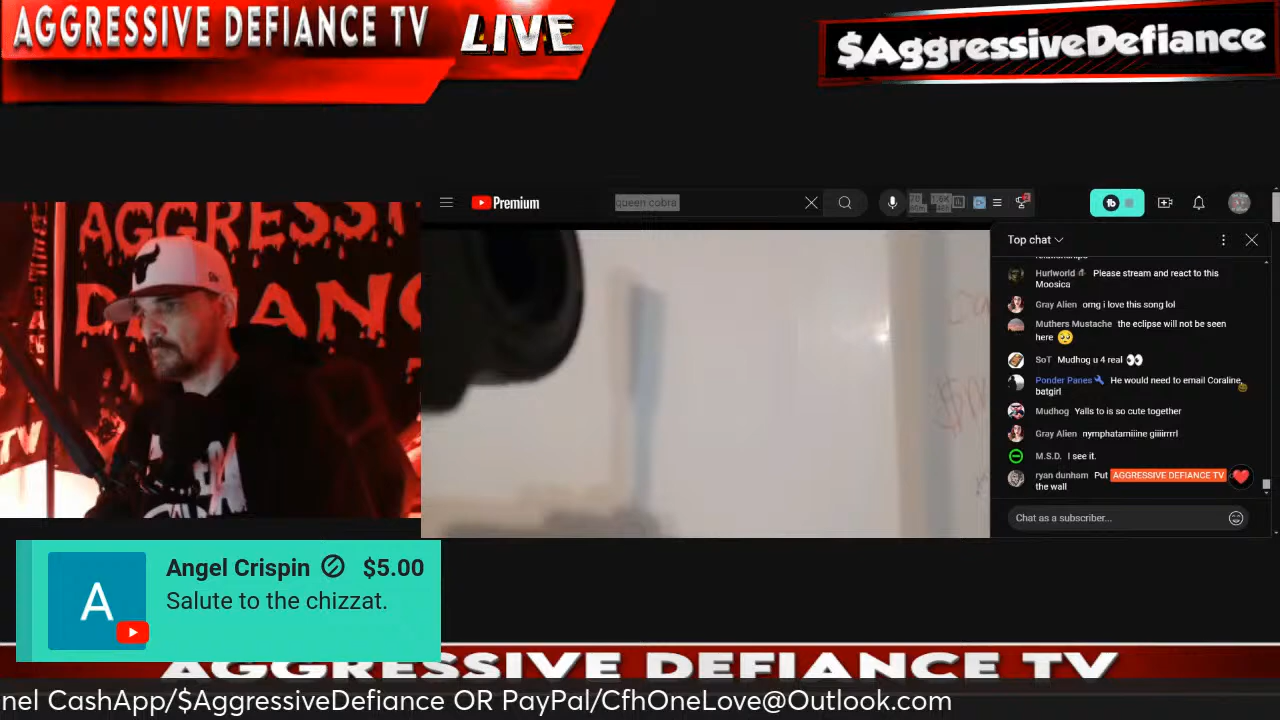 AGGRESSIVE DEFIANCE TV
LIVE
$AggressiveDefiance
AGGRESSI
DEFIANC
TV
Premium
queen cobra
Top chat
Hurlworld Please stream and react to this
Moosica
Gray Alien omg i love this song lol
Muthers Mustache the eclipse will not be seen
here 🥺
SoT Mudhog u 4 real 👀
Ponder Panes He would need to email Coraline,
batgirl
Mudhog Yalls to is so cute together
Gray Alien nymphatamiiine giiiirrrl
M.S.D. I see it.
ryan dunham Put AGGRESSIVE DEFIANCE TV
the wall
Chat as a subscriber...
A
Angel Crispin $5.00
Salute to the chizzat.
AGGRESSIVE DEFIANCE TV
nel CashApp/$AggressiveDefiance OR PayPal/CfhOneLove@Outlook.com